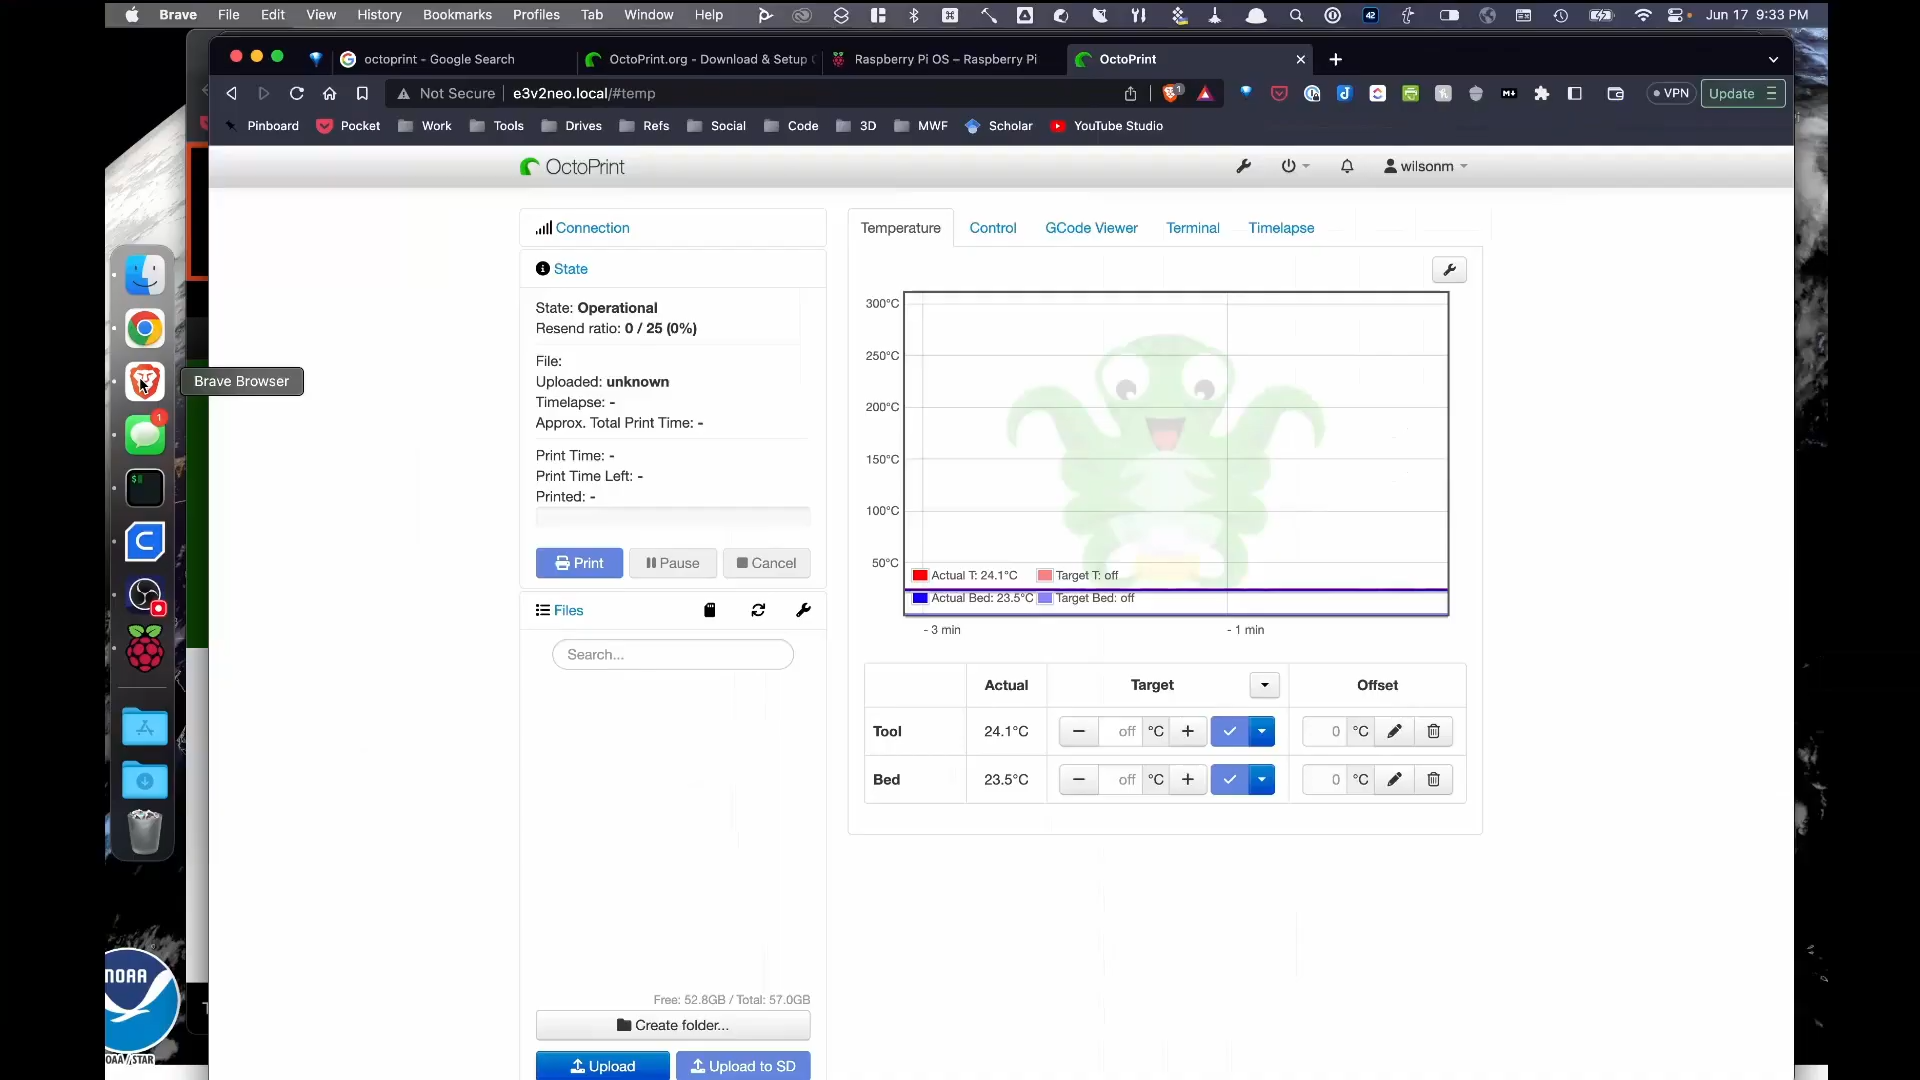 Brave File Edit View History Bookmarks Profiles Tab Window Help 42 Jun 17 9:33 PM
octoprint - Google Search OctoPrint.org - Download & Setup Raspberry Pi OS – Raspberry Pi OctoPrint
Not Secure e3v2neo.local/#temp 1 M VPN Update
Pinboard Pocket Work Tools Drives Refs Social Code 3D MWF Scholar YouTube Studio
OctoPrint wilsonm
Connection
State
State: Operational
Resend ratio: 0 / 25 (0%)
File:
Uploaded: unknown
Timelapse: -
Approx. Total Print Time: -
Print Time: -
Print Time Left: -
Printed: -
Print Pause Cancel
Files
Search...
Free: 52.8GB / Total: 57.0GB
Create folder...
Upload Upload to SD
Temperature Control GCode Viewer Terminal Timelapse
300°C
250°C
200°C
150°C
100°C
50°C
Actual T: 24.1°C Target T: off
Actual Bed: 23.5°C Target Bed: off
- 3 min - 1 min
Actual Target Offset
Tool 24.1°C off °C 0 °C
Bed 23.5°C off °C 0 °C
Brave Browser
1
$
C
NOAA
NOAA/STAR